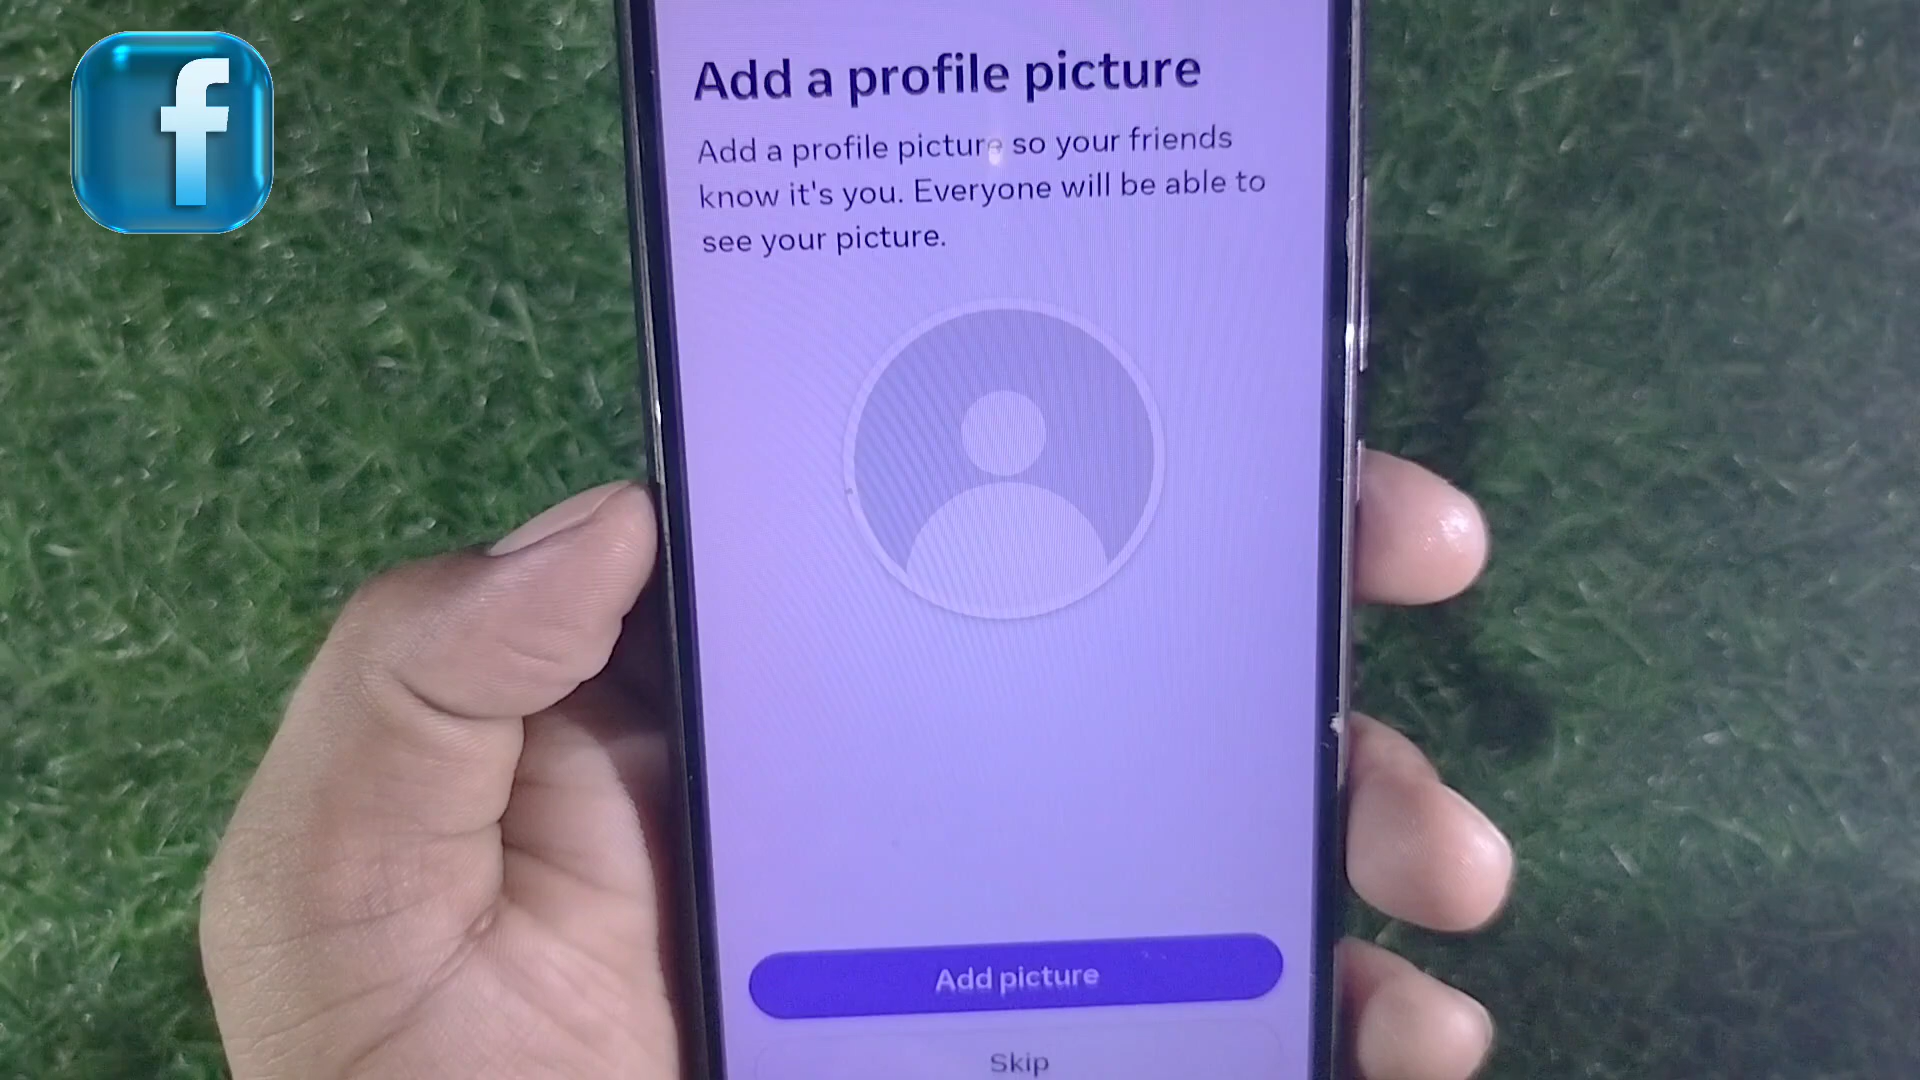 f
Add a profile picture
Add a profile picture so your friends
know it's you. Everyone will be able to
see your picture.
Add picture
Skip